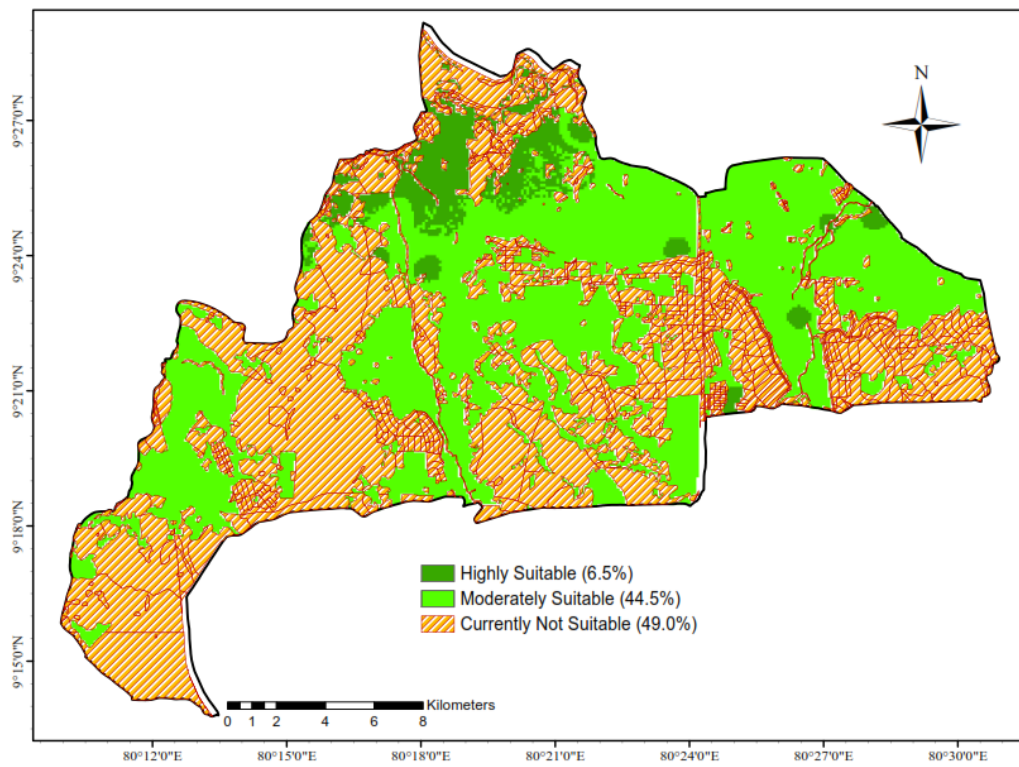 N
9°27'0"N
9°24'0"N
9°21'0"N
9°18'0"N
9°15'0"N
Highly Suitable (6.5%)
Moderately Suitable (44.5%)
Currently Not Suitable (49.0%)
Kilometers
0 1 2 4 6 8
80°12'0"E 80°15'0"E 80°18'0"E 80°21'0"E 80°24'0"E 80°27'0"E 80°30'0"E